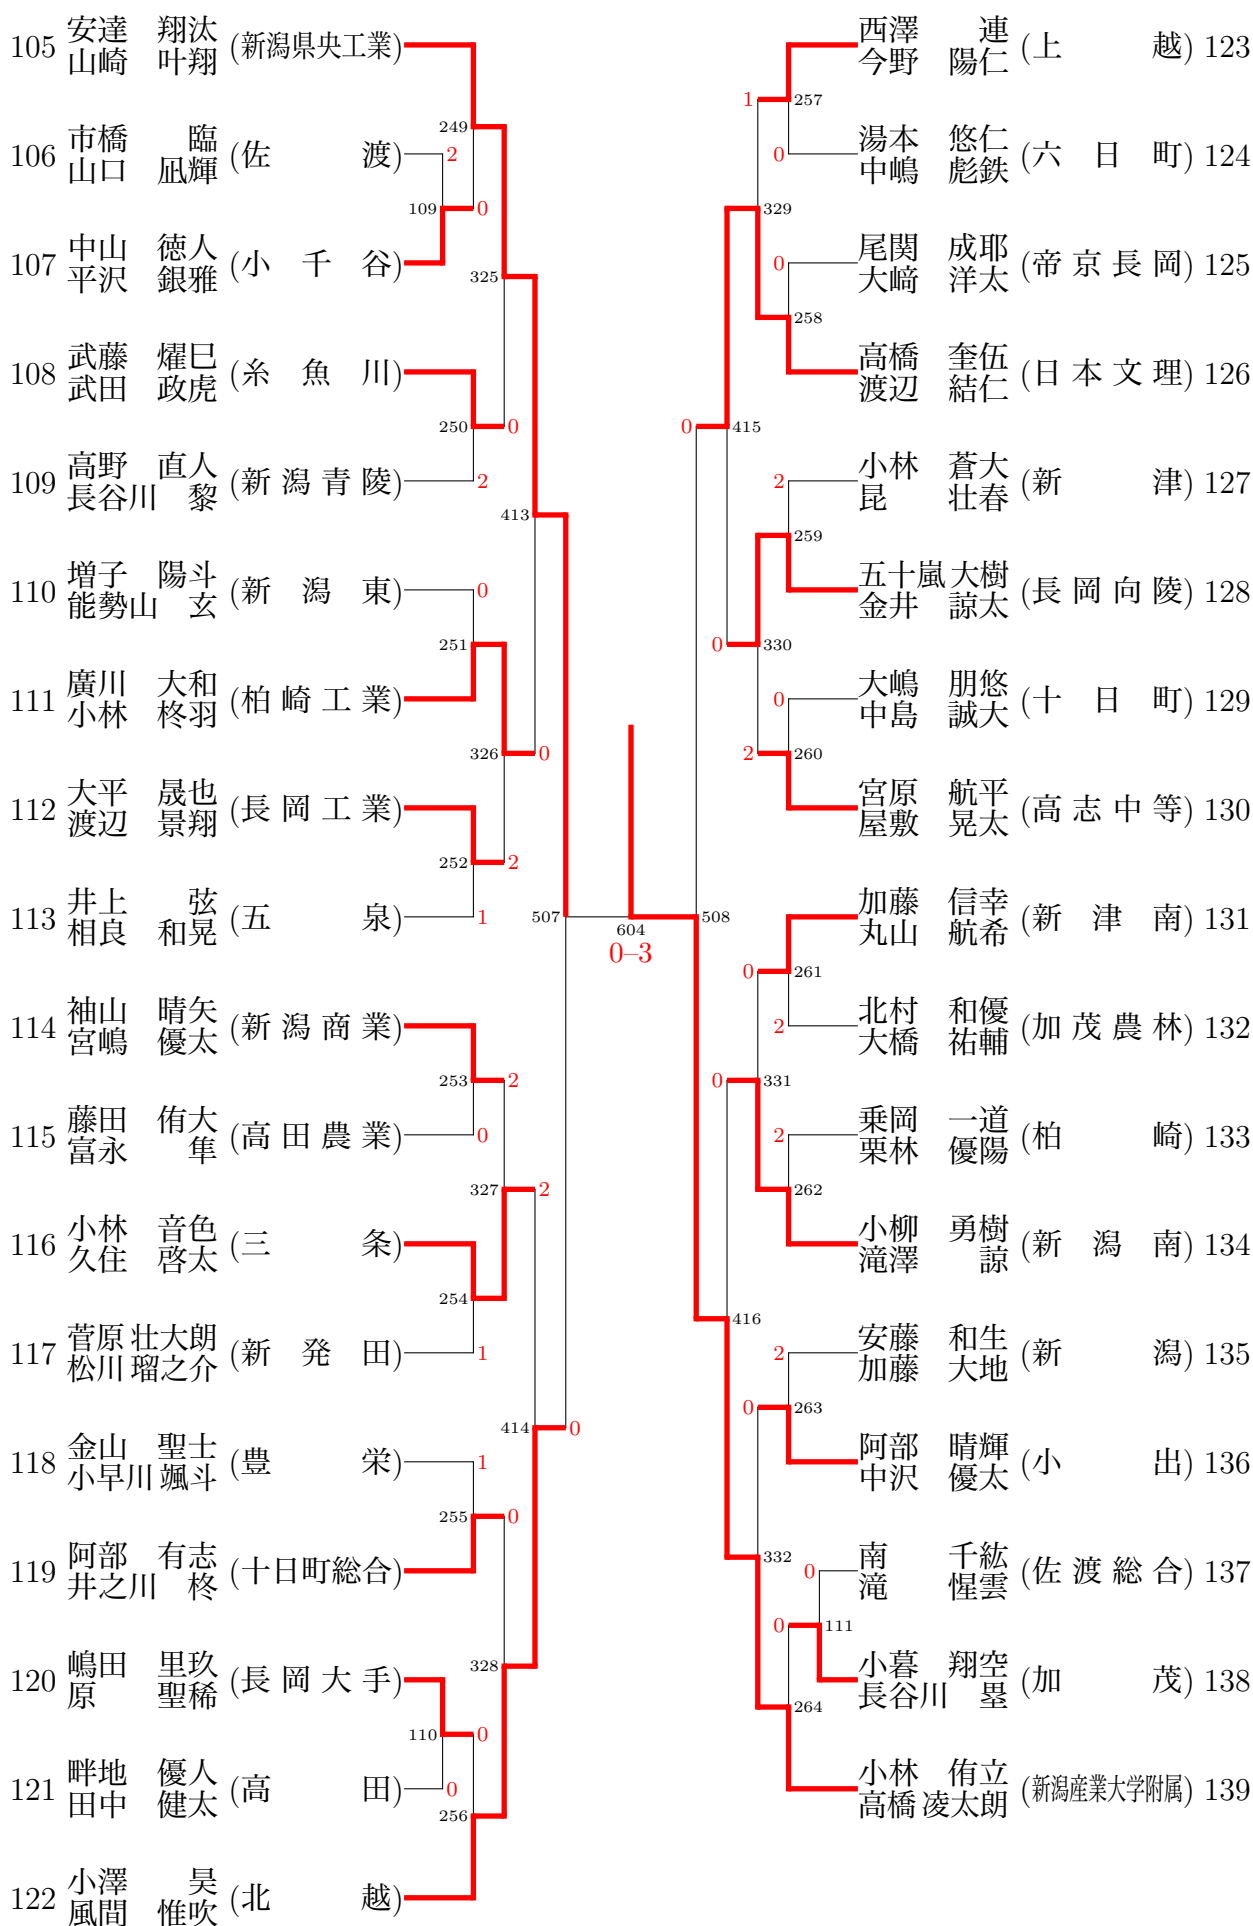 105 安達 翔汰 (新潟県央工業)
山崎 叶翔
249
106 市橋 臨 (佐渡) 2
山口 凪輝
109 0
107 中山 徳人 (小千谷)
平沢 銀雅
325
108 武藤 燿巳 (糸魚川)
武田 政虎
250 0
109 高野 直人 (新潟青陵) 2
長谷川 黎
413
110 増子 陽斗 (新潟東) 0
能勢山 玄
251
111 廣川 大和 (柏崎工業)
小林 柊羽
326 0
112 大平 晟也 (長岡工業)
渡辺 景翔
252 2
113 井上 弦 (五泉) 1
相良 和晃
507
604
0–3
114 袖山 晴矢 (新潟商業)
宮嶋 優太
253 2
115 藤田 侑大 (高田農業) 0
富永 隼
327 2
116 小林 音色 (三条)
久住 啓太
254
117 菅原 壮大朗 (新発田) 1
松川 瑠之介
414 0
118 金山 聖士 (豊栄) 1
小早川 颯斗
255 0
119 阿部 有志 (十日町総合)
井之川 柊
328
120 嶋田 里玖 (長岡大手)
原 聖稀
110 0
121 畔地 優人 (高田) 0
田中 健太
256
122 小澤 昊 (北越)
風間 惟吹
西澤 連 (上越) 123
今野 陽仁
1 257
0 湯本 悠仁 (六日町) 124
中嶋 彪鉄
329
0 尾関 成耶 (帝京長岡) 125
大﨑 洋太
258
高橋 奎伍 (日本文理) 126
渡辺 結仁
0 415
2 小林 蒼大 (新津) 127
昆 壮春
259
五十嵐 大樹 (長岡向陵) 128
金井 諒太
0 330
0 大嶋 朋悠 (十日町) 129
中島 誠大
2 260
宮原 航平 (高志中等) 130
屋敷 晃太
508
加藤 信幸 (新津南) 131
丸山 航希
0 261
2 北村 和優 (加茂農林) 132
大橋 祐輔
0 331
2 乗岡 一道 (柏崎) 133
栗林 優陽
262
小柳 勇樹 (新潟南) 134
滝澤 諒
416
2 安藤 和生 (新潟) 135
加藤 大地
0 263
阿部 晴輝 (小出) 136
中沢 優太
332
0 南 千紘 (佐渡総合) 137
滝 惺雲
0 111
小暮 翔空 (加茂) 138
長谷川 塁
264
小林 侑立 (新潟産業大学附属) 139
高橋 凌太朗